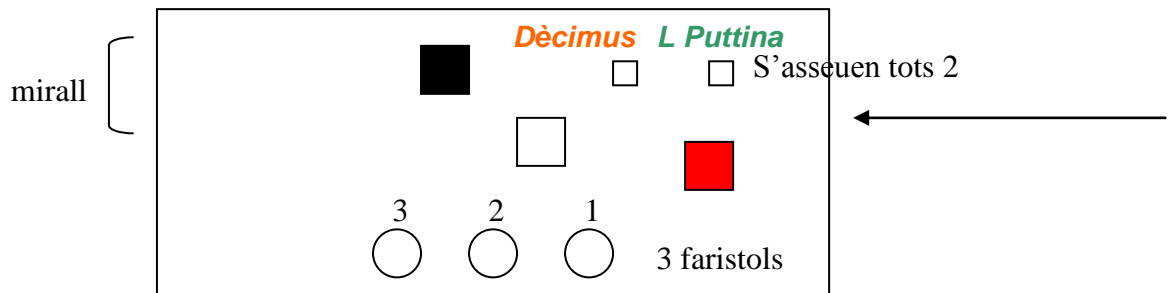 Dècimus L Puttina
S’asseuen tots 2
mirall
3 2 1
3 faristols